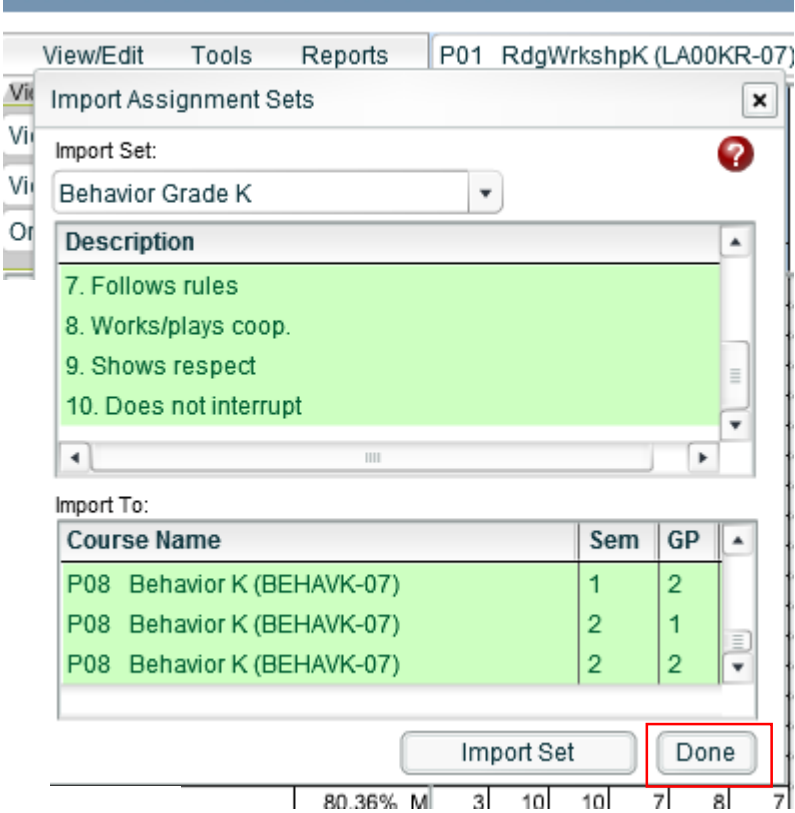 View/Edit Tools Reports P01 RdgWrkshpK (LA00KR-07)
Import Assignment Sets
Import Set:
Behavior Grade K
Description
7. Follows rules
8. Works/plays coop.
9. Shows respect
10. Does not interrupt
Import To:
Course Name Sem GP
P08 Behavior K (BEHAVK-07) 1 2
P08 Behavior K (BEHAVK-07) 2 1
P08 Behavior K (BEHAVK-07) 2 2
Import Set Done
80.36% M 3 10 10 7 8 7